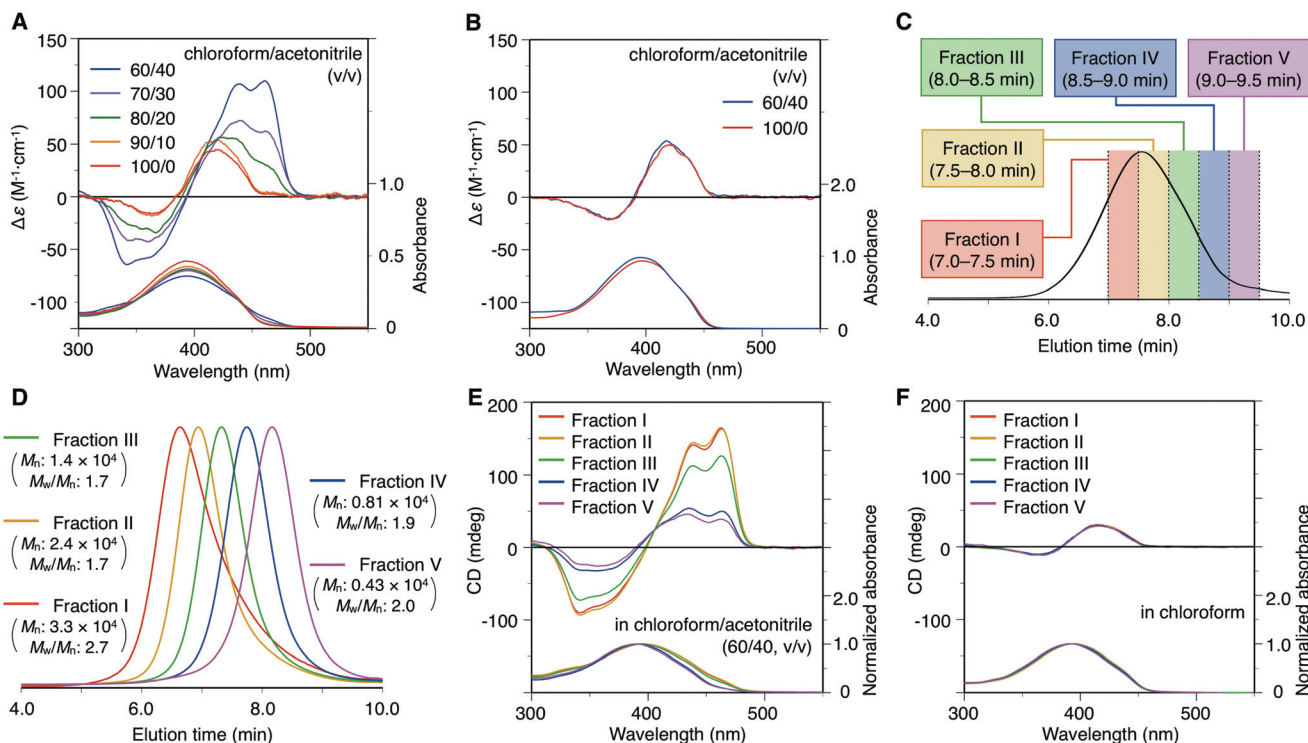 A
150
100
50
0
-50
-100
Δε (M⁻¹·cm⁻¹)
chloroform/acetonitrile
(v/v)
60/40
70/30
80/20
90/10
100/0
1.0
0.5
0
Absorbance
300
400
500
Wavelength (nm)
B
150
100
50
0
-50
-100
Δε (M⁻¹·cm⁻¹)
chloroform/acetonitrile
(v/v)
60/40
100/0
2.0
1.0
0
Absorbance
300
400
500
Wavelength (nm)
C
Fraction III
(8.0–8.5 min)
Fraction IV
(8.5–9.0 min)
Fraction V
(9.0–9.5 min)
Fraction II
(7.5–8.0 min)
Fraction I
(7.0–7.5 min)
4.0
6.0
8.0
10.0
Elution time (min)
D
Fraction III
(Mn: 1.4 × 10⁴
Mw/Mn: 1.7)
Fraction II
(Mn: 2.4 × 10⁴
Mw/Mn: 1.7)
Fraction I
(Mn: 3.3 × 10⁴
Mw/Mn: 2.7)
Fraction IV
(Mn: 0.81 × 10⁴
Mw/Mn: 1.9)
Fraction V
(Mn: 0.43 × 10⁴
Mw/Mn: 2.0)
4.0
6.0
8.0
10.0
Elution time (min)
E
200
100
0
-100
CD (mdeg)
Fraction I
Fraction II
Fraction III
Fraction IV
Fraction V
in chloroform/acetonitrile
(60/40, v/v)
2.0
1.0
0
Normalized absorbance
300
400
500
Wavelength (nm)
F
200
100
0
-100
CD (mdeg)
Fraction I
Fraction II
Fraction III
Fraction IV
Fraction V
in chloroform
2.0
1.0
0
Normalized absorbance
300
400
500
Wavelength (nm)